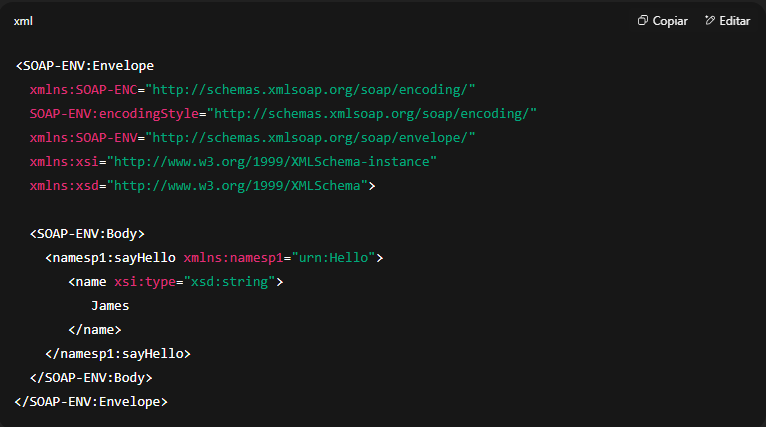 xml
Copiar
Editar
<SOAP-ENV:Envelope
xmlns:SOAP-ENC="http://schemas.xmlsoap.org/soap/encoding/"
SOAP-ENV:encodingStyle="http://schemas.xmlsoap.org/soap/encoding/"
xmlns:SOAP-ENV="http://schemas.xmlsoap.org/soap/envelope/"
xmlns:xsi="http://www.w3.org/1999/XMLSchema-instance"
xmlns:xsd="http://www.w3.org/1999/XMLSchema">
<SOAP-ENV:Body>
<namesp1:sayHello xmlns:namesp1="urn:Hello">
<name xsi:type="xsd:string">
James
</name>
</namesp1:sayHello>
</SOAP-ENV:Body>
</SOAP-ENV:Envelope>